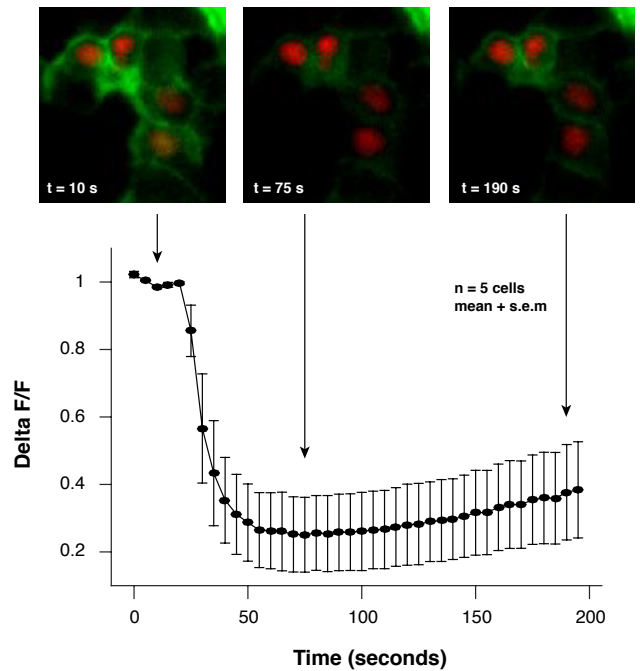 t = 10 s
t = 75 s
t = 190 s
n = 5 cells
mean + s.e.m
Delta F/F
1
0.8
0.6
0.4
0.2
0
50
100
150
200
Time (seconds)